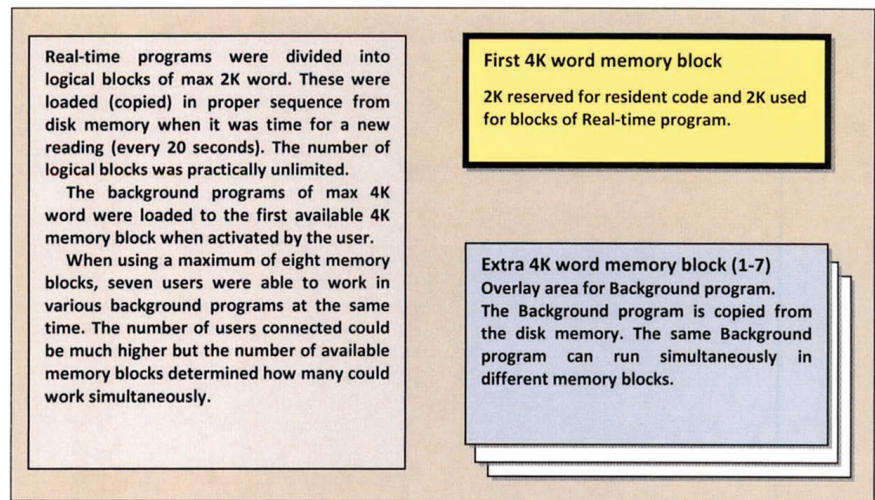 Real-time programs were divided into
logical blocks of max 2K word. These were
loaded (copied) in proper sequence from
disk memory when it was time for a new
reading (every 20 seconds). The number of
logical blocks was practically unlimited.
The background programs of max 4K
word were loaded to the first available 4K
memory block when activated by the user.
When using a maximum of eight memory
blocks, seven users were able to work in
various background programs at the same
time. The number of users connected could
be much higher but the number of available
memory blocks determined how many could
work simultaneously.
First 4K word memory block
2K reserved for resident code and 2K used
for blocks of Real-time program.
Extra 4K word memory block (1-7)
Overlay area for Background program.
The Background program is copied from
the disk memory. The same Background
program can run simultaneously in
different memory blocks.